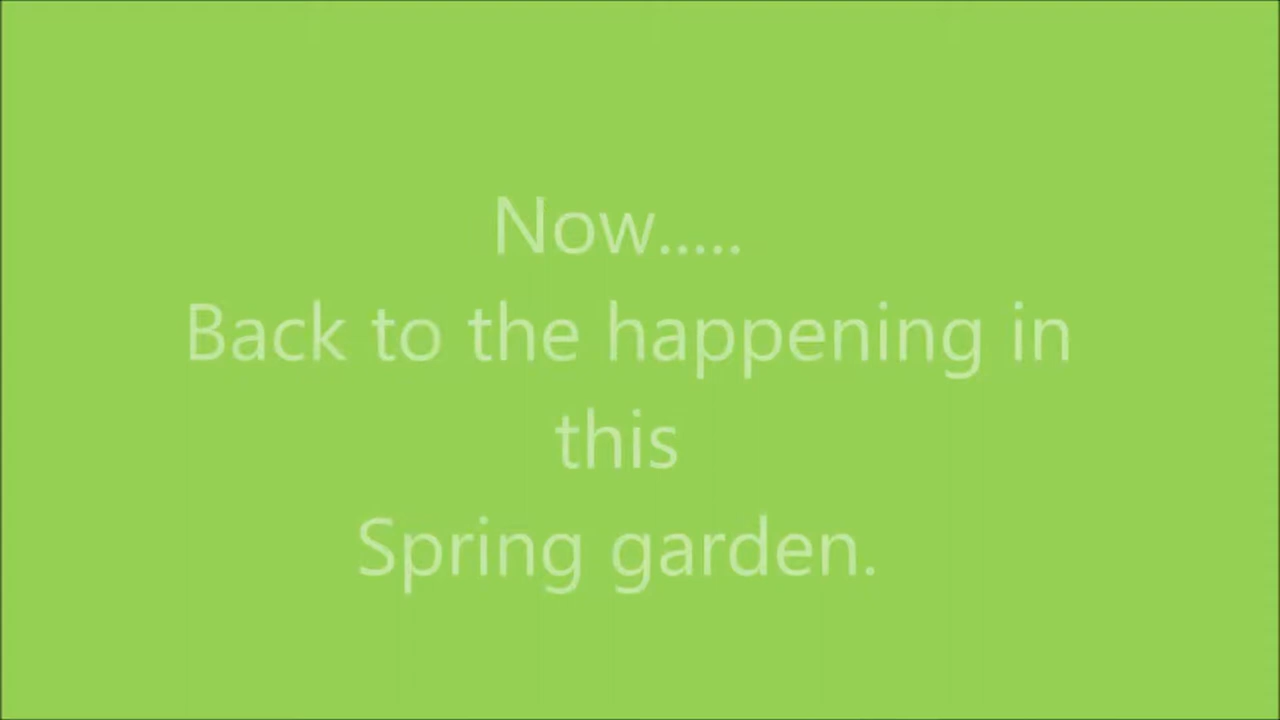 Now.....
Back to the happening in
this
Spring garden.